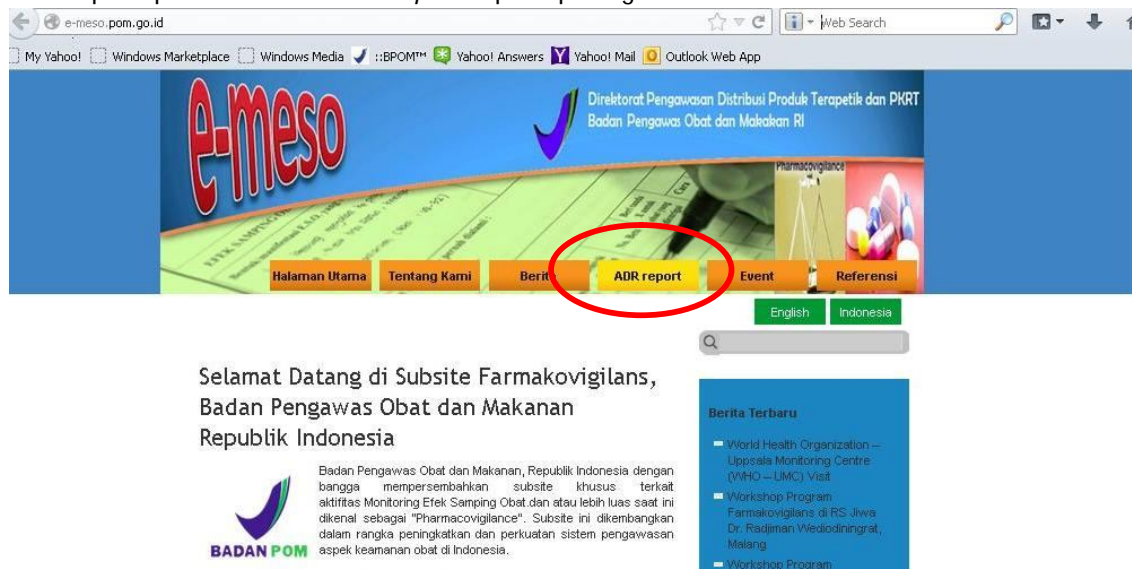 e-meso.pom.go.id
Web Search
My Yahoo! Windows Marketplace Windows Media ::BPOM™ Yahoo! Answers Yahoo! Mail Outlook Web App
e-meso
Direktorat Pengawasan Distribusi Produk Terapetik dan PKRT
Badan Pengawas Obat dan Makakan RI
Pharmacovigilance
Halaman Utama Tentang Kami Berita ADR report Event Referensi
English Indonesia
Selamat Datang di Subsite Farmakovigilans,
Badan Pengawas Obat dan Makanan
Republik Indonesia
Badan Pengawas Obat dan Makanan, Republik Indonesia dengan
bangga mempersembahkan subsite khusus terkait
aktifitas Monitoring Efek Samping Obat.dan atau lebih luas saat ini
dikenal sebagai "Pharmacovigilance". Subsite ini dikembangkan
dalam rangka peningkatkan dan perkuatan sistem pengawasan
aspek keamanan obat di Indonesia.
BADAN POM
Berita Terbaru
World Health Organization –
Uppsala Monitoring Centre
(WHO – UMC) Visit
Workshop Program
Farmakovigilans di RS Jiwa
Dr. Radjiman Wediodiningrat,
Malang
Workshop Program